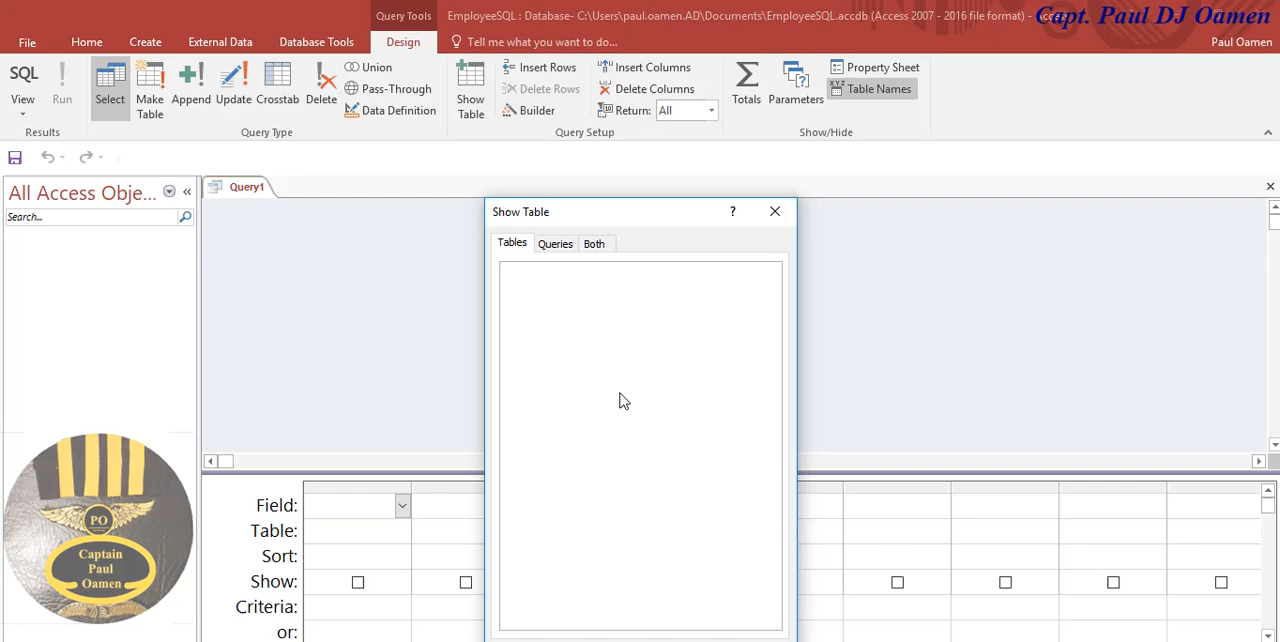 Query Tools EmployeeSQL : Database- C:\Users\paul.oamen.AD\Documents\EmployeeSQL.accdb (Access 2007 - 2016 file format) - Capt. Paul DJ Oamen
File Home Create External Data Database Tools Design Tell me what you want to do... Paul Oamen
SQL View Run Select Make Table Append Update Crosstab Delete Union Pass-Through Data Definition Show Table Insert Rows Delete Rows Builder Insert Columns Delete Columns Return: All Totals Parameters Property Sheet Table Names
Results Query Type Query Setup Show/Hide
All Access Obje... «
Search...
Query1
Show Table ?
Tables Queries Both
Field:
Table:
Sort:
Show:
Criteria:
or:
PO
Captain
Paul
Oamen